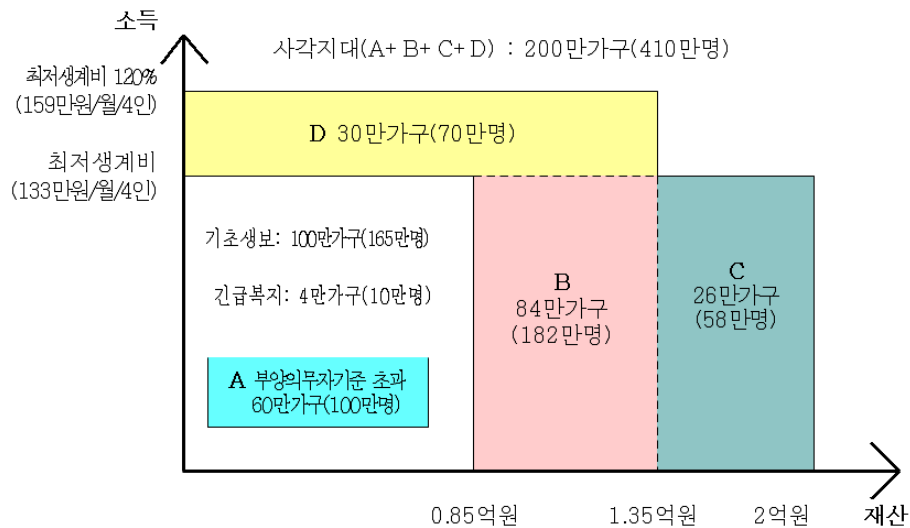 소득
사각지대(A+ B+ C+ D) : 200만가구(410만명)
최저생계비 120%
(159만원/월/4인)
D 30만가구(70만명)
최저생계비
(133만원/월/4인)
기초생보: 100만가구(165만명)
긴급복지: 4만가구(10만명)
A 부양의무자기준 초과
60만가구(100만명)
B
84만가구
(182만명)
C
26만가구
(58만명)
0.85억원
1.35억원
2억원
재산